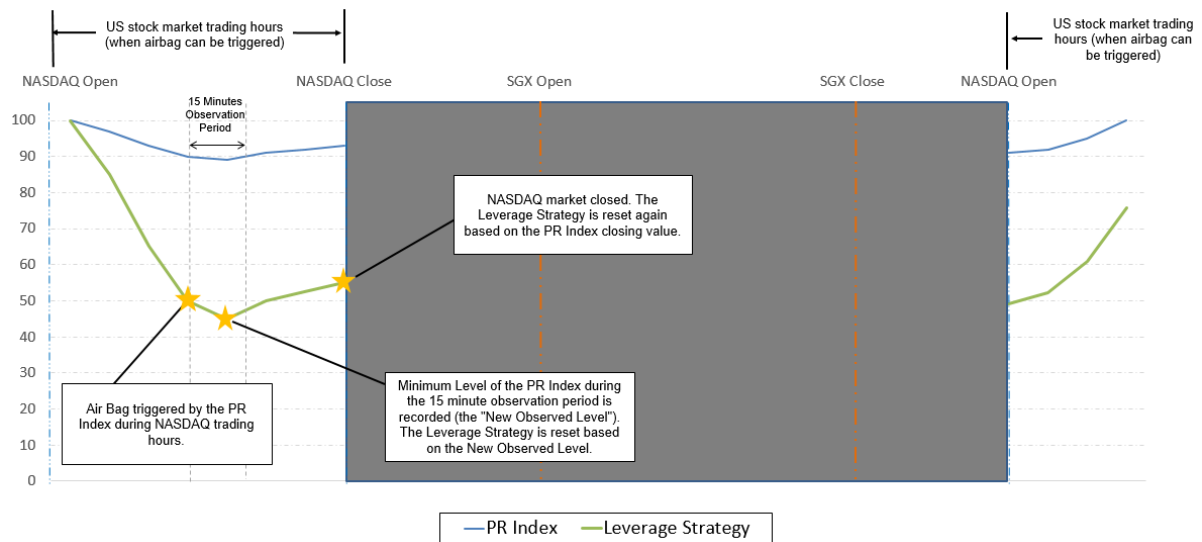 US stock market trading hours
(when airbag can be triggered)
US stock market trading
hours (when airbag can
be triggered)
NASDAQ Open
NASDAQ Close
SGX Open
SGX Close
NASDAQ Open
15 Minutes
Observation
Period
100
90
80
70
60
50
40
30
20
10
0
NASDAQ market closed. The
Leverage Strategy is reset again
based on the PR Index closing value.
Air Bag triggered by the PR
Index during NASDAQ trading
hours.
Minimum Level of the PR Index during
the 15 minute observation period is
recorded (the "New Observed Level").
The Leverage Strategy is reset based
on the New Observed Level.
PR Index
Leverage Strategy